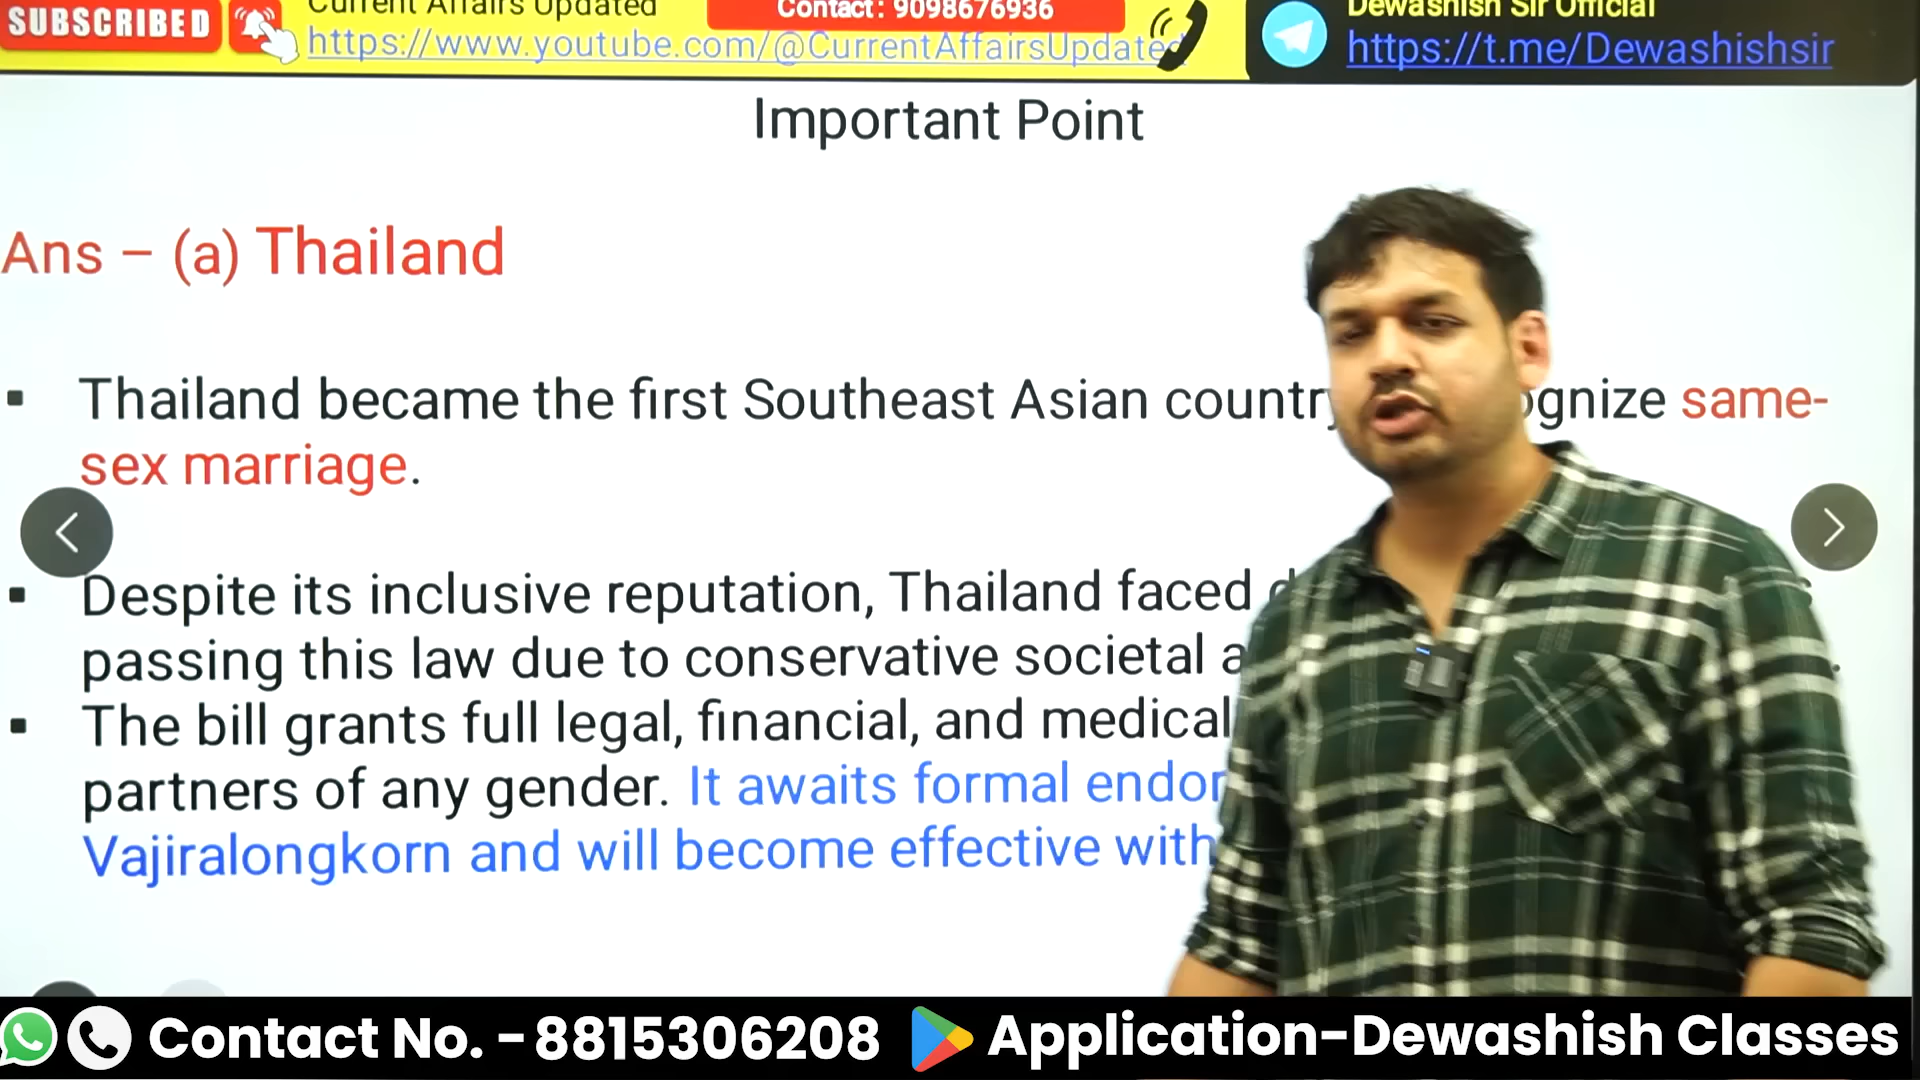 SUBSCRIBED
Current Affairs Updated
Contact : 9098676936
Dewashish Sir Official
https://www.youtube.com/@CurrentAffairsUpdated
https://t.me/Dewashishsir
Important Point
Ans – (a) Thailand
▪ Thailand became the first Southeast Asian country ognize same-
sex marriage.
▪ Despite its inclusive reputation, Thailand faced
passing this law due to conservative societal a
▪ The bill grants full legal, financial, and medical
partners of any gender. It awaits formal endor
Vajiralongkorn and will become effective with
Contact No. - 8815306208
Application-Dewashish Classes